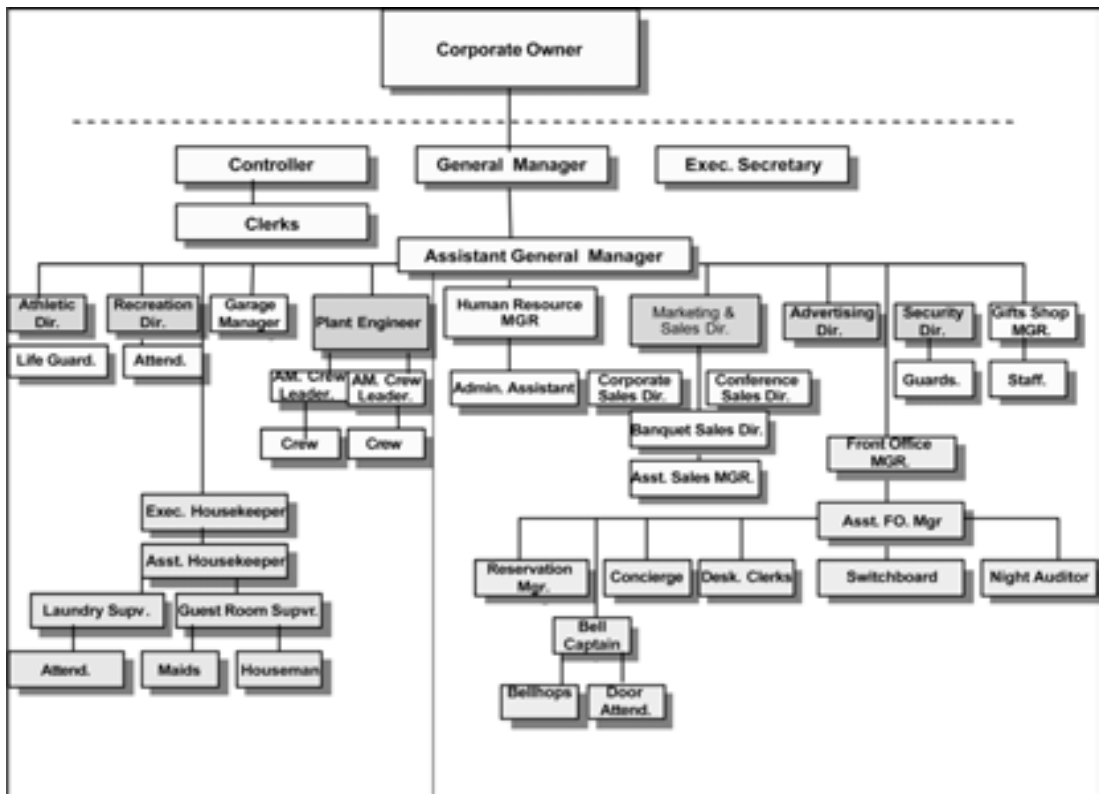 Corporate Owner
Controller
General Manager
Exec. Secretary
Clerks
Assistant General Manager
Athletic
Dir.
Recreation
Dir.
Garage
Manager
Plant Engineer
Human Resource
MGR
Marketing &
Sales Dir.
Advertising
Dir.
Security
Dir.
Gifts Shop
MGR.
Life Guard.
Attend.
AM. Crew
Leader.
AM. Crew
Leader.
Admin. Assistant
Corporate
Sales Dir.
Conference
Sales Dir.
Guards.
Staff.
Crew
Crew
Banquet Sales Dir.
Front Office
MGR.
Asst. Sales MGR.
Exec. Housekeeper
Asst. FO. Mgr
Asst. Housekeeper
Reservation
Mgr.
Concierge
Desk. Clerks
Switchboard
Night Auditor
Laundry Supv.
Guest Room Supvr.
Bell
Captain
Attend.
Maids
Houseman
Bellhops
Door
Attend.